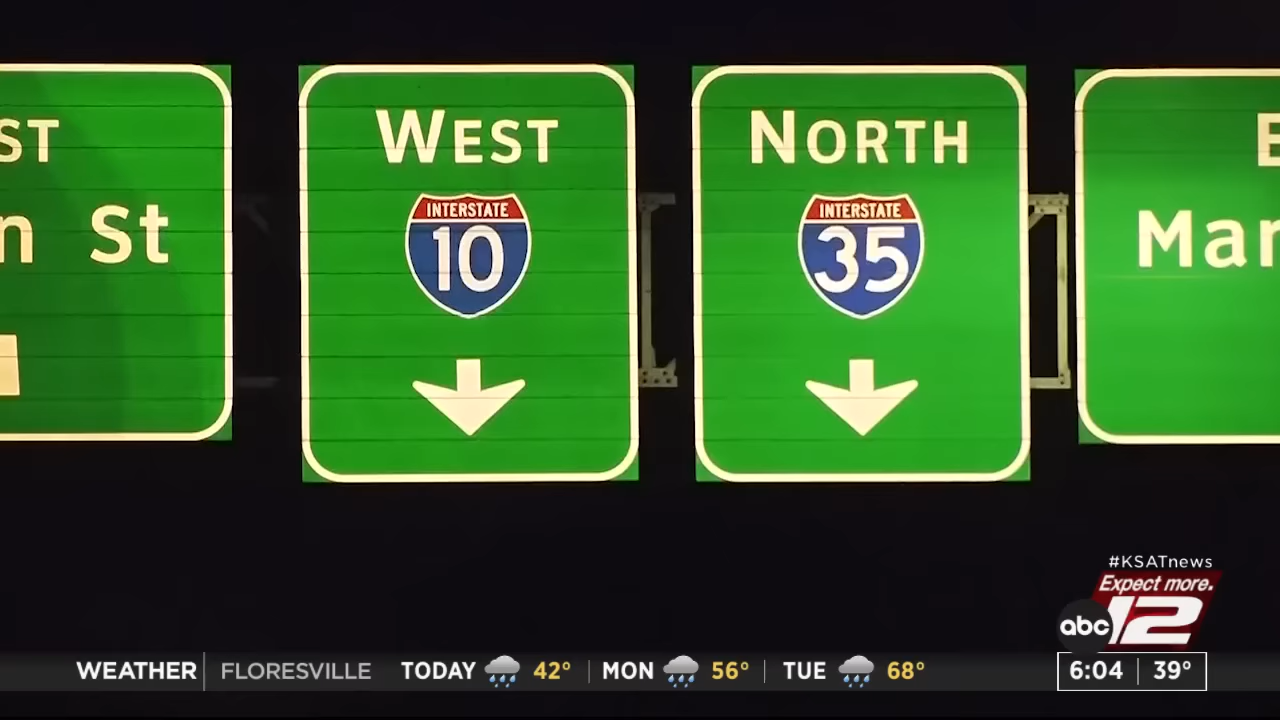 ST
n St
WEST
INTERSTATE
10
NORTH
INTERSTATE
35
E
Mar
#KSATnews
Expect more.
abc 12
WEATHER FLORESVILLE TODAY 42° MON 56° TUE 68°
6:04 39°